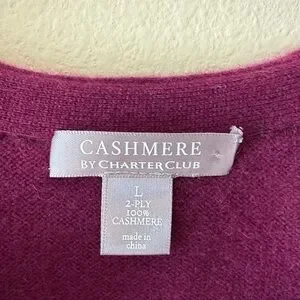 CASHMERE
BY CHARTER CLUB
L
2-PLY
100%
CASHMERE
made in
china